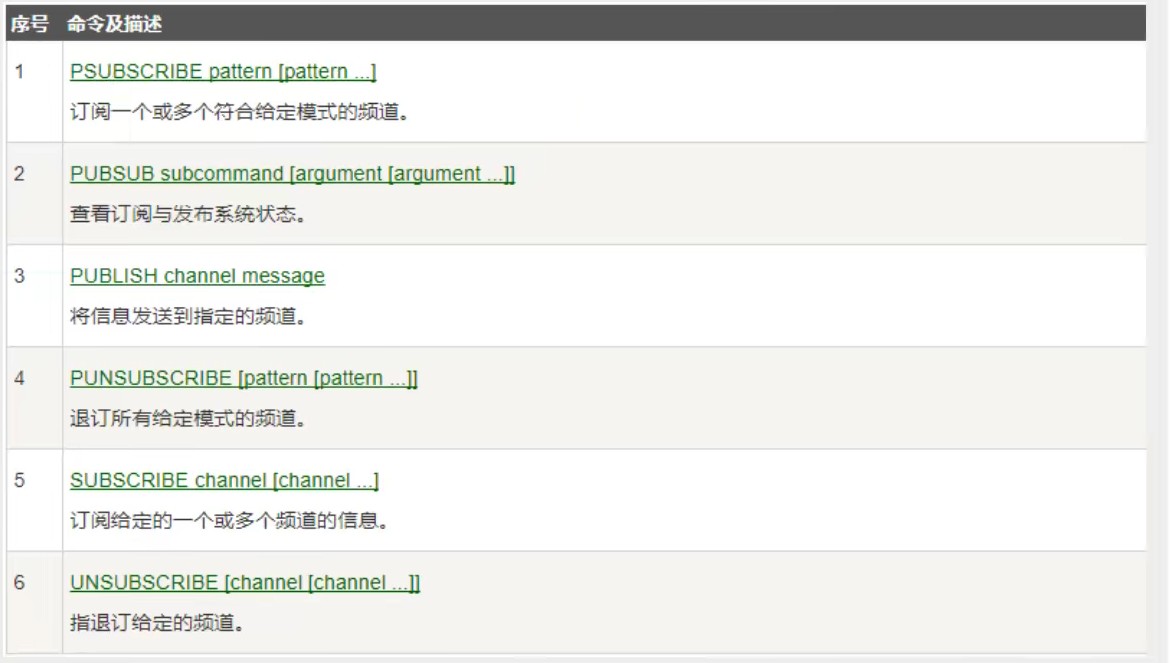 序号 命令及描述
1 PSUBSCRIBE pattern [pattern ...]
订阅一个或多个符合给定模式的频道。
2 PUBSUB subcommand [argument [argument ...]]
查看订阅与发布系统状态。
3 PUBLISH channel message
将信息发送到指定的频道。
4 PUNSUBSCRIBE [pattern [pattern ...]]
退订所有给定模式的频道。
5 SUBSCRIBE channel [channel ...]
订阅给定的一个或多个频道的信息。
6 UNSUBSCRIBE [channel [channel ...]]
指退订给定的频道。